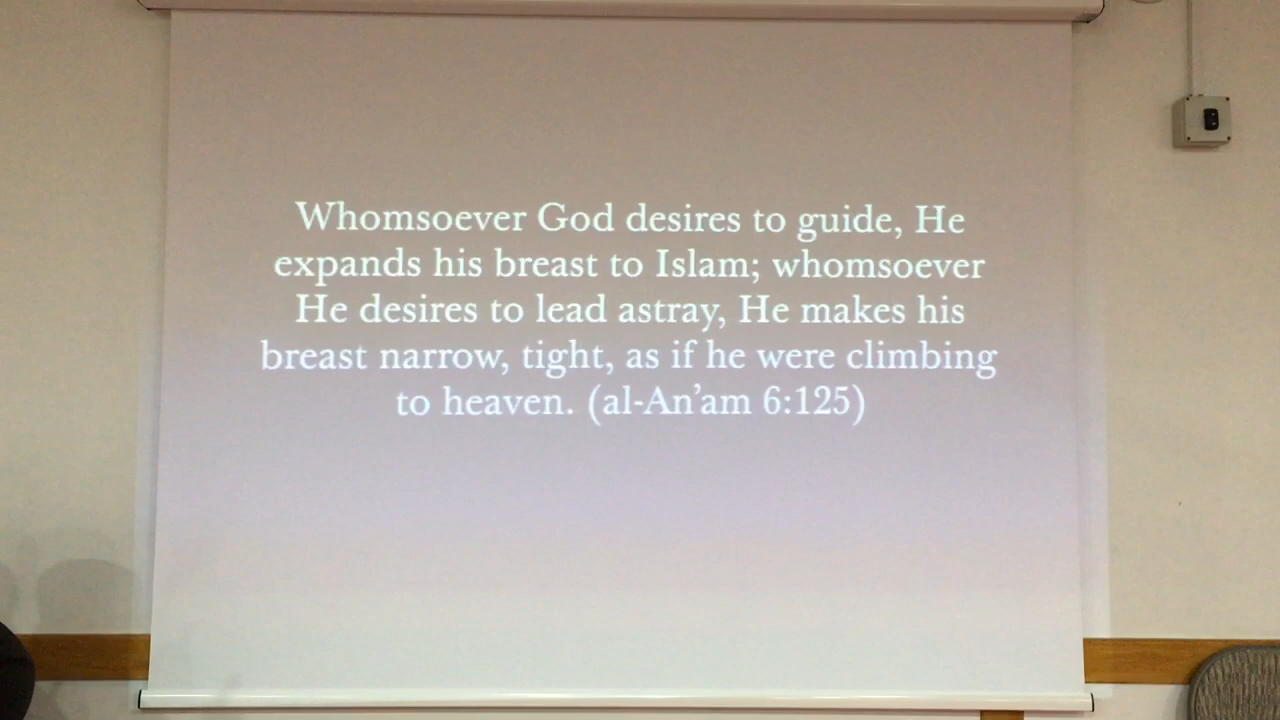 Whomsoever God desires to guide, He
expands his breast to Islam; whomsoever
He desires to lead astray, He makes his
breast narrow, tight, as if he were climbing
to heaven. (al-An’am 6:125)